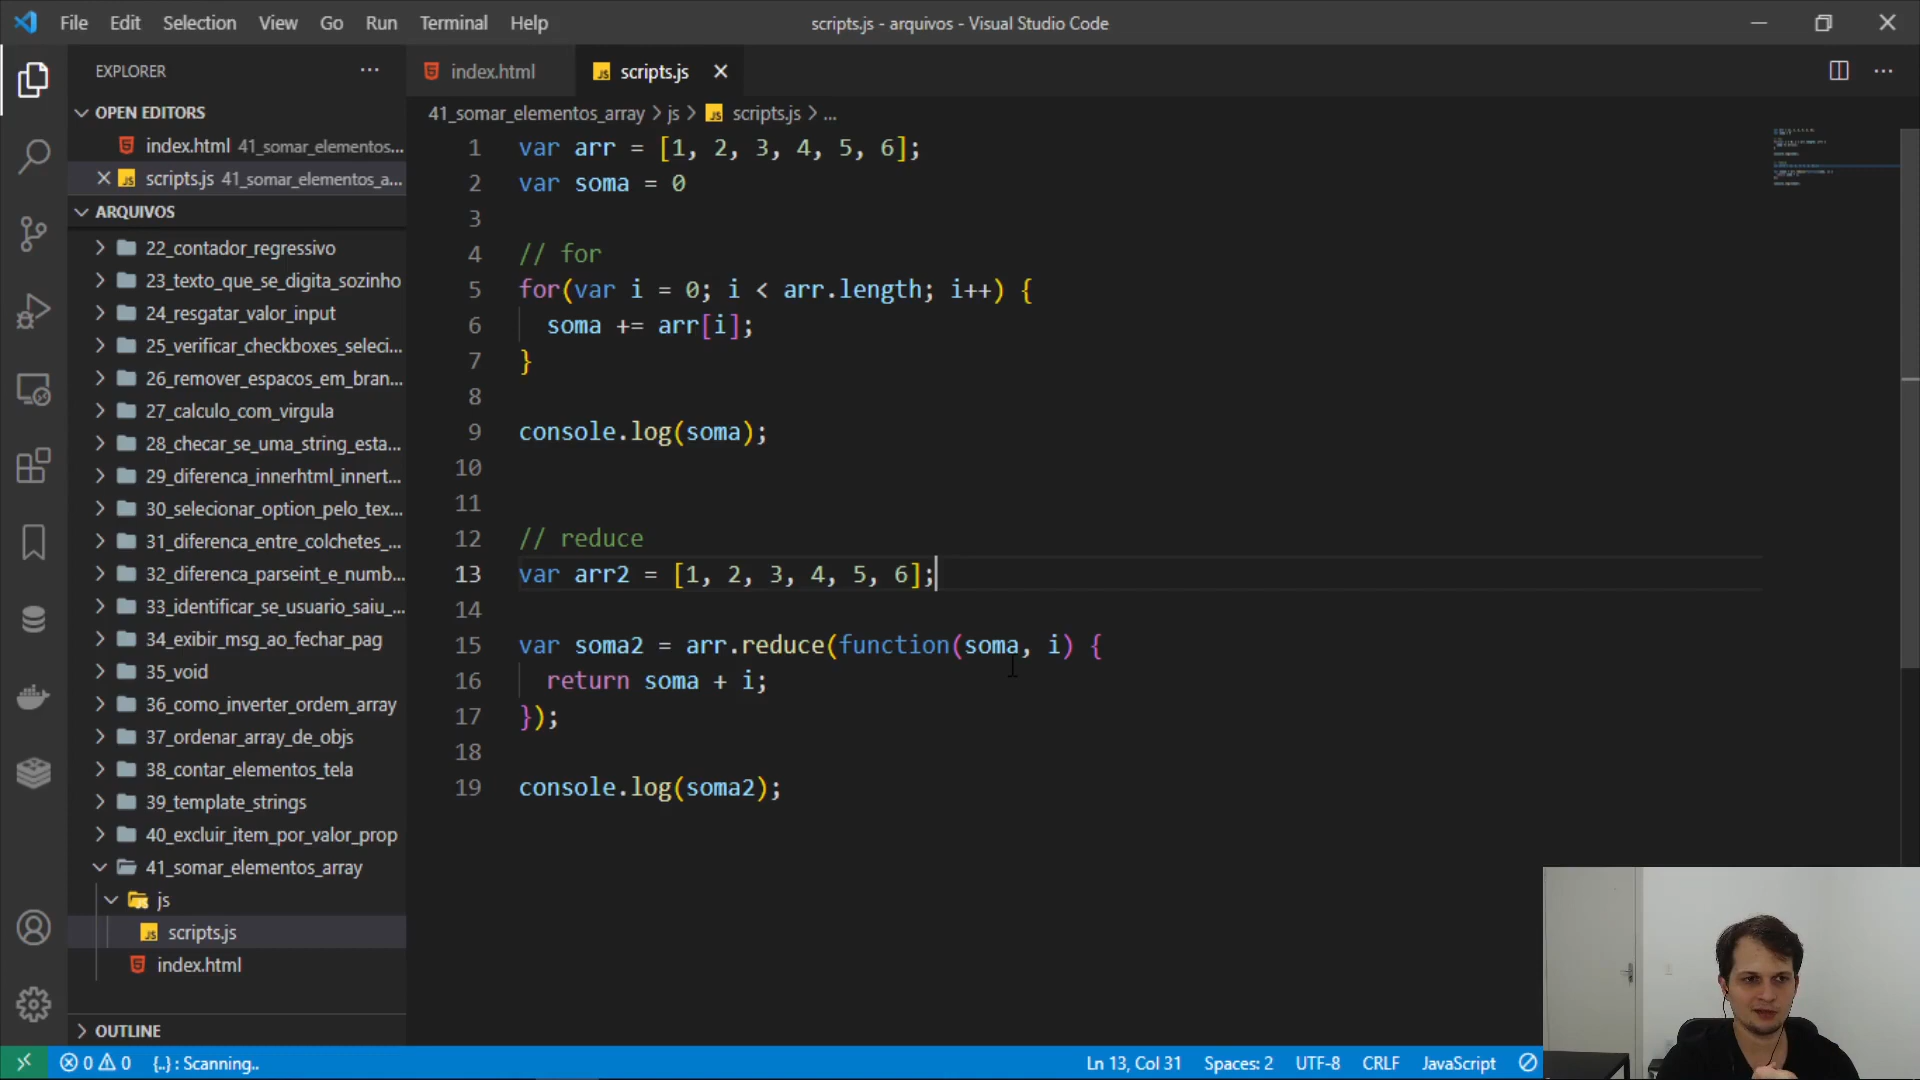 File Edit Selection View Go Run Terminal Help
scripts.js - arquivos - Visual Studio Code
EXPLORER
OPEN EDITORS
index.html 41_somar_elementos...
scripts.js 41_somar_elementos_a...
ARQUIVOS
22_contador_regressivo
23_texto_que_se_digita_sozinho
24_resgatar_valor_input
25_verificar_checkboxes_seleci...
26_remover_espacos_em_bran...
27_calculo_com_virgula
28_checar_se_uma_string_esta...
29_diferenca_innerhtml_innert...
30_selecionar_option_pelo_tex...
31_diferenca_entre_colchetes_...
32_diferenca_parseint_e_numb...
33_identificar_se_usuario_saiu_...
34_exibir_msg_ao_fechar_pag
35_void
36_como_inverter_ordem_array
37_ordenar_array_de_objs
38_contar_elementos_tela
39_template_strings
40_excluir_item_por_valor_prop
41_somar_elementos_array
js
scripts.js
index.html
OUTLINE
index.html
scripts.js
41_somar_elementos_array > js > scripts.js > ...
1 var arr = [1, 2, 3, 4, 5, 6];
2 var soma = 0
3
4 // for
5 for(var i = 0; i < arr.length; i++) {
6 soma += arr[i];
7 }
8
9 console.log(soma);
10
11
12 // reduce
13 var arr2 = [1, 2, 3, 4, 5, 6];
14
15 var soma2 = arr.reduce(function(soma, i) {
16 return soma + i;
17 });
18
19 console.log(soma2);
0 0 {..} : Scanning..
Ln 13, Col 31 Spaces: 2 UTF-8 CRLF JavaScript